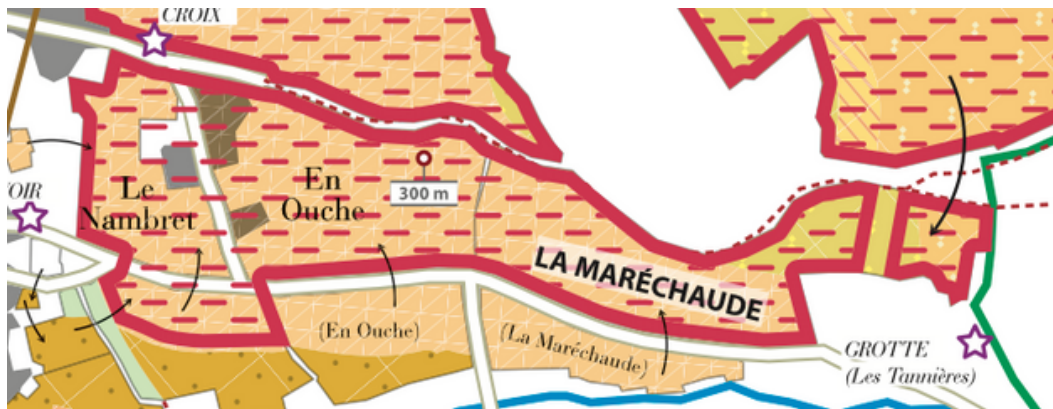 CROIX
Le
Nambret
En
Ouche
300 m
OIR
LA MARÉCHAUDE
(En Ouche)
(La Maréchaude)
GROTTE
(Les Tannières)